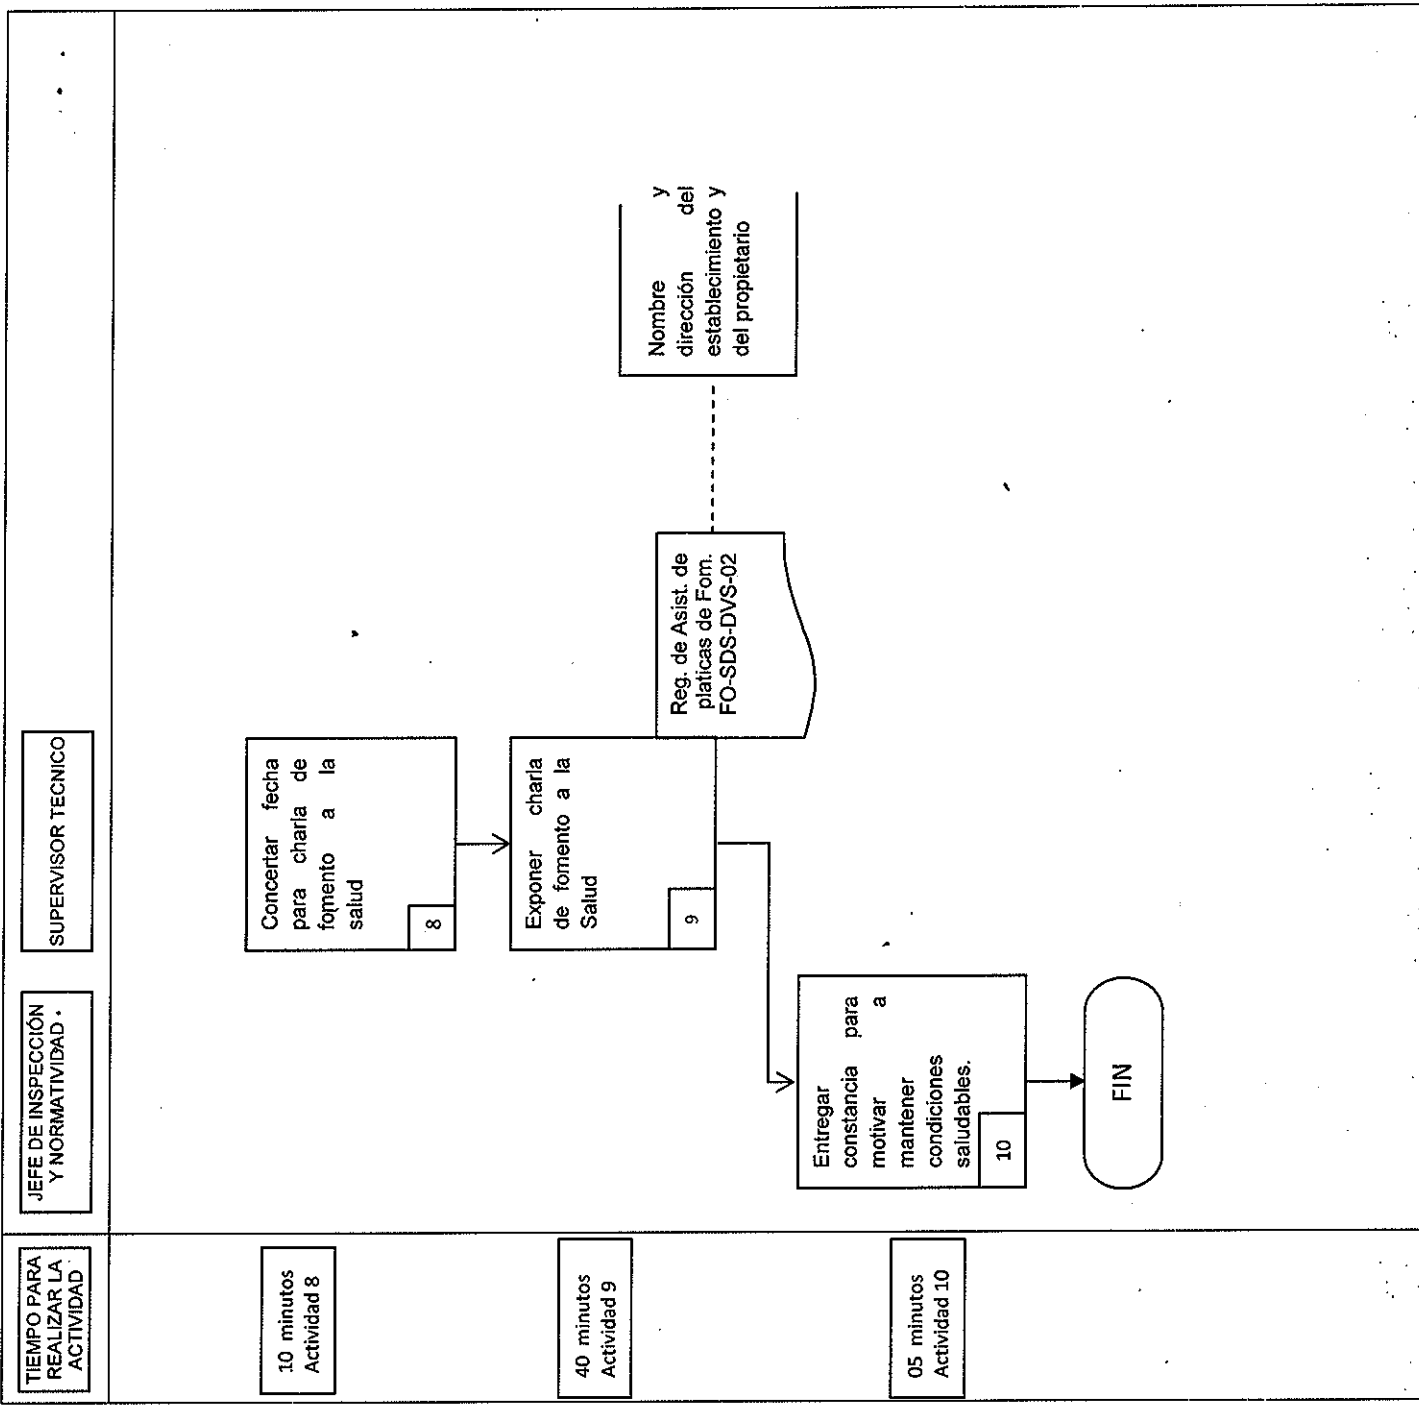 TIEMPO PARA
REALIZAR LA
ACTIVIDAD
JEFE DE INSPECCIÓN
Y NORMATIVIDAD
SUPERVISOR TECNICO
10 minutos
Actividad 8
Concertar fecha
para charla de
fomento a la
salud
8
40 minutos
Actividad 9
Exponer charla
de fomento a la
Salud
9
Reg. de Asist. de
platicas de Fom.
FO-SDS-DVS-02
Nombre y
dirección del
establecimiento y
del propietario
05 minutos
Actividad 10
Entregar
constancia para
motivar a
mantener
condiciones
saludables.
10
FIN